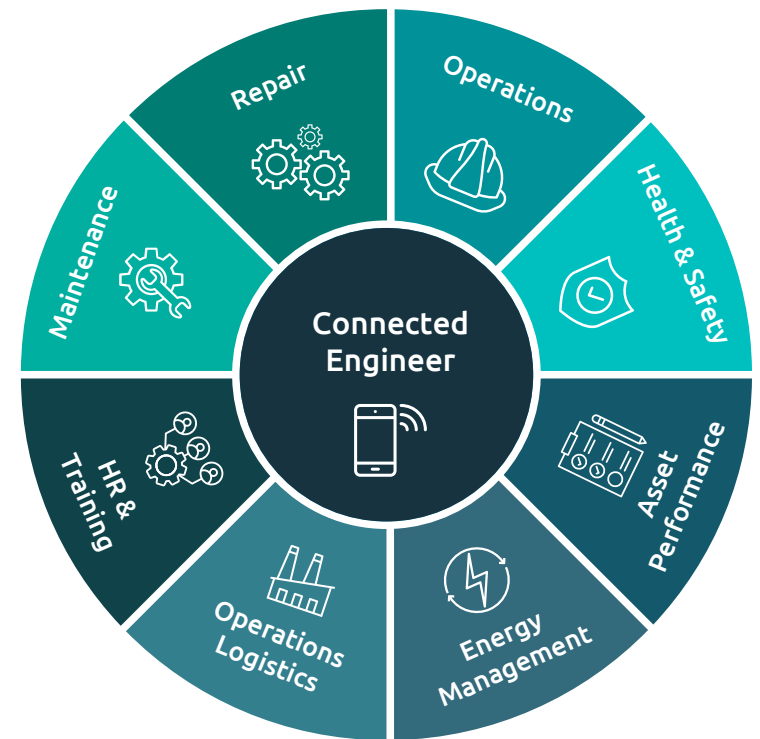 Repair
Operations
Maintenance
Health & Safety
Connected
Engineer
HR &
Training
Asset
Performance
Operations
Logistics
Energy
Management